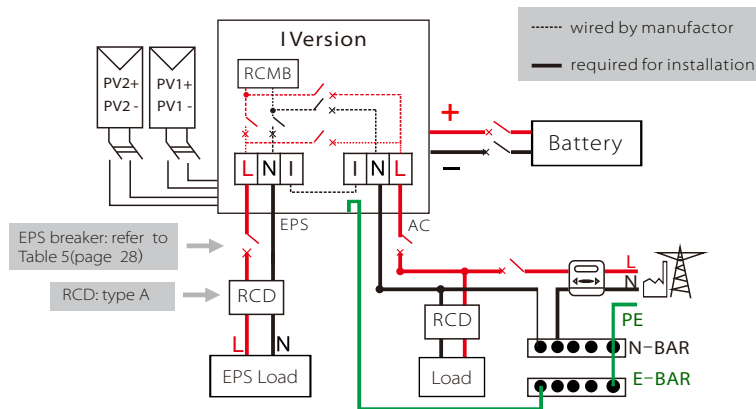 I Version
wired by manufactor
required for installation
RCMB
PV2+
PV2 -
PV1+
PV1 -
+
−
Battery
L N I
I N L
EPS
AC
EPS breaker: refer to
Table 5(page 28)
RCD: type A
RCD
L
N
EPS Load
RCD
Load
L
N
PE
N-BAR
E-BAR